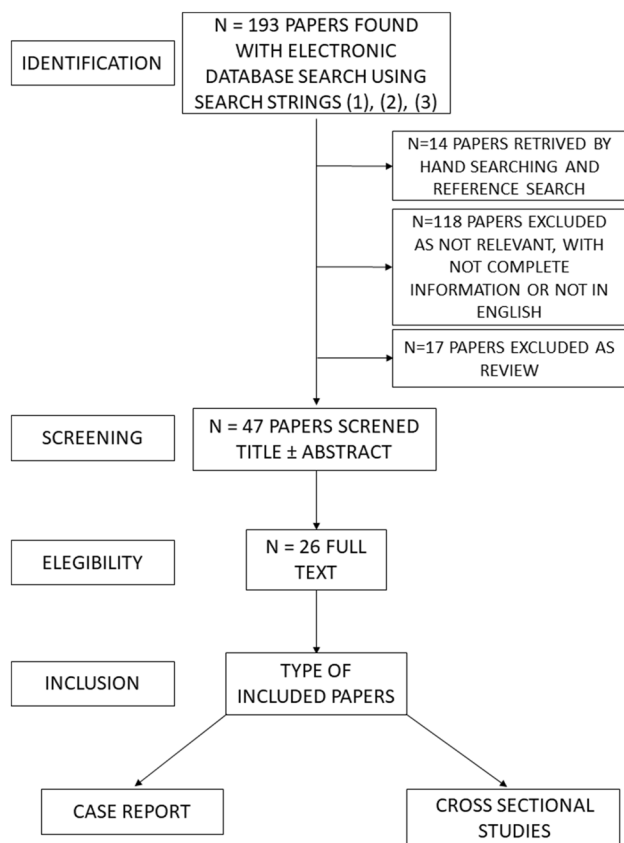 IDENTIFICATION
N = 193 PAPERS FOUND
WITH ELECTRONIC
DATABASE SEARCH USING
SEARCH STRINGS (1), (2), (3)
N=14 PAPERS RETRIVED BY
HAND SEARCHING AND
REFERENCE SEARCH
N=118 PAPERS EXCLUDED
AS NOT RELEVANT, WITH
NOT COMPLETE
INFORMATION OR NOT IN
ENGLISH
N=17 PAPERS EXCLUDED AS
REVIEW
SCREENING
N = 47 PAPERS SCRENED
TITLE ± ABSTRACT
ELEGIBILITY
N = 26 FULL
TEXT
INCLUSION
TYPE OF
INCLUDED PAPERS
CASE REPORT
CROSS SECTIONAL
STUDIES